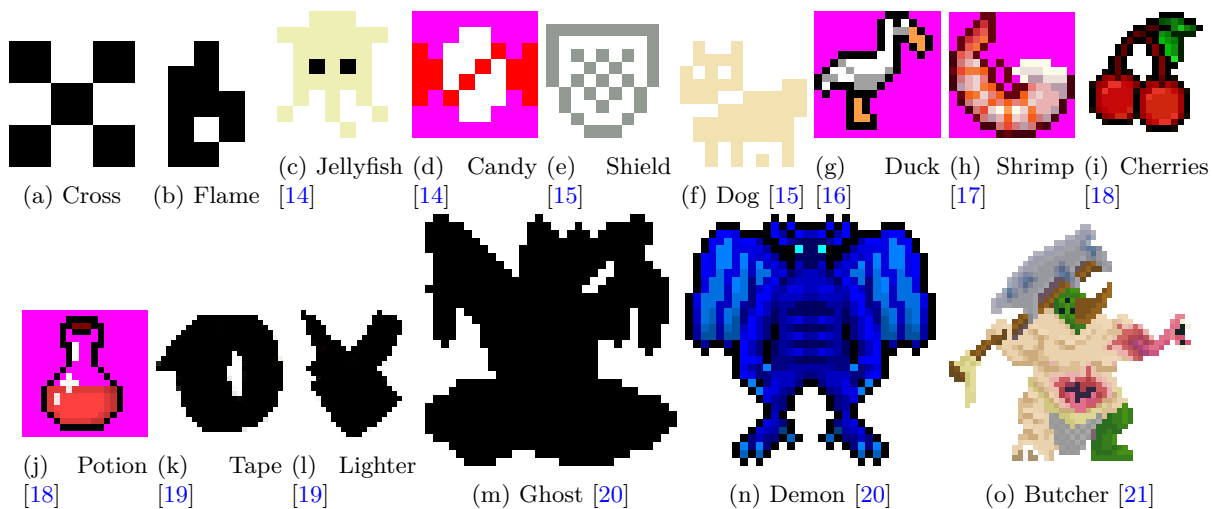 (a) Cross
(b) Flame
(c) Jellyfish
[14]
(d) Candy
[14]
(e) Shield
[15]
(f) Dog [15]
(g) Duck
[16]
(h) Shrimp
[17]
(i) Cherries
[18]
(j) Potion
[18]
(k) Tape
[19]
(l) Lighter
[19]
(m) Ghost [20]
(n) Demon [20]
(o) Butcher [21]